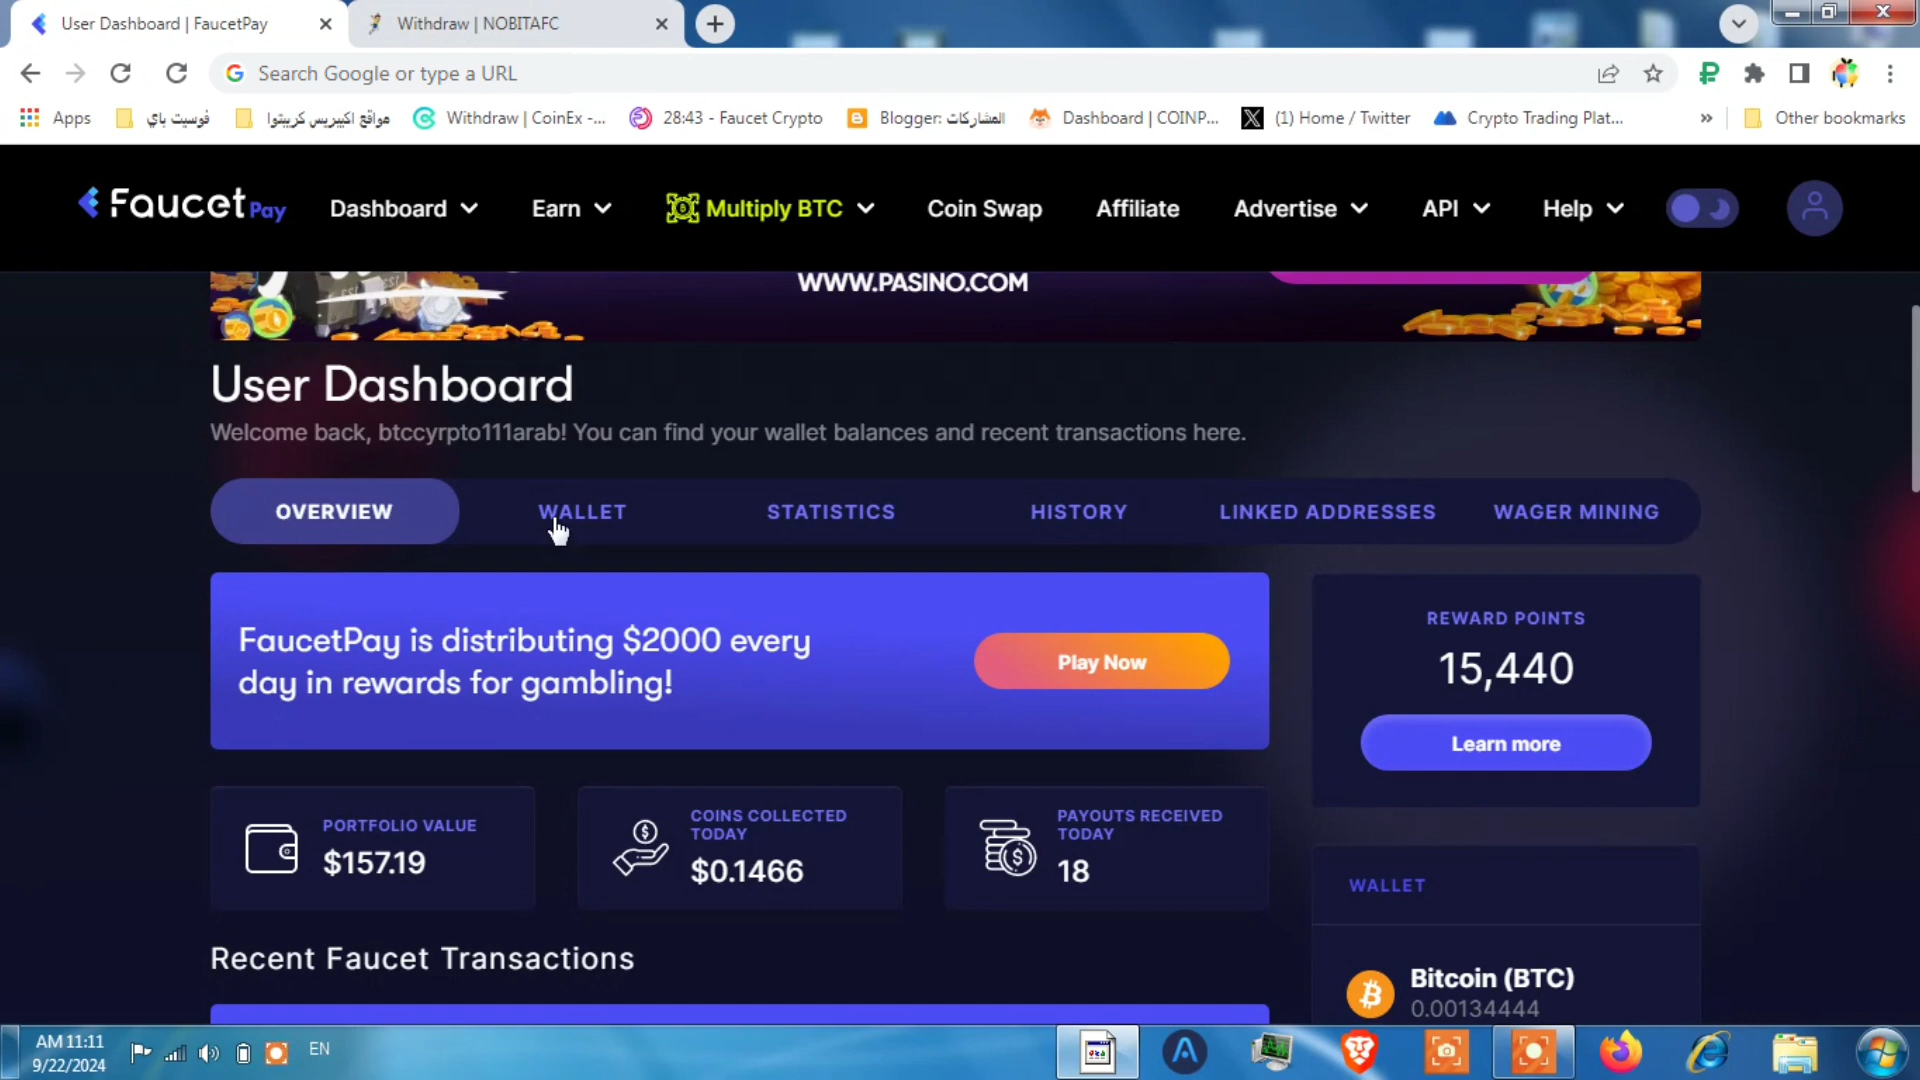 User Dashboard | FaucetPay
Withdraw | NOBITAFC
Search Google or type a URL
Apps
فوسيت باي
مواقع اكبيريس كريبتوا
Withdraw | CoinEx -...
28:43 - Faucet Crypto
Blogger: المشاركات
Dashboard | COINP...
(1) Home / Twitter
Crypto Trading Plat...
»
Other bookmarks
FaucetPay
Dashboard
Earn
Multiply BTC
Coin Swap
Affiliate
Advertise
API
Help
WWW.PASINO.COM
User Dashboard
Welcome back, btccyrpto111arab! You can find your wallet balances and recent transactions here.
OVERVIEW
WALLET
STATISTICS
HISTORY
LINKED ADDRESSES
WAGER MINING
FaucetPay is distributing $2000 every
day in rewards for gambling!
Play Now
REWARD POINTS
15,440
Learn more
PORTFOLIO VALUE
$157.19
COINS COLLECTED
TODAY
$0.1466
PAYOUTS RECEIVED
TODAY
18
WALLET
Recent Faucet Transactions
Bitcoin (BTC)
0.00134444
AM 11:11
9/22/2024
EN